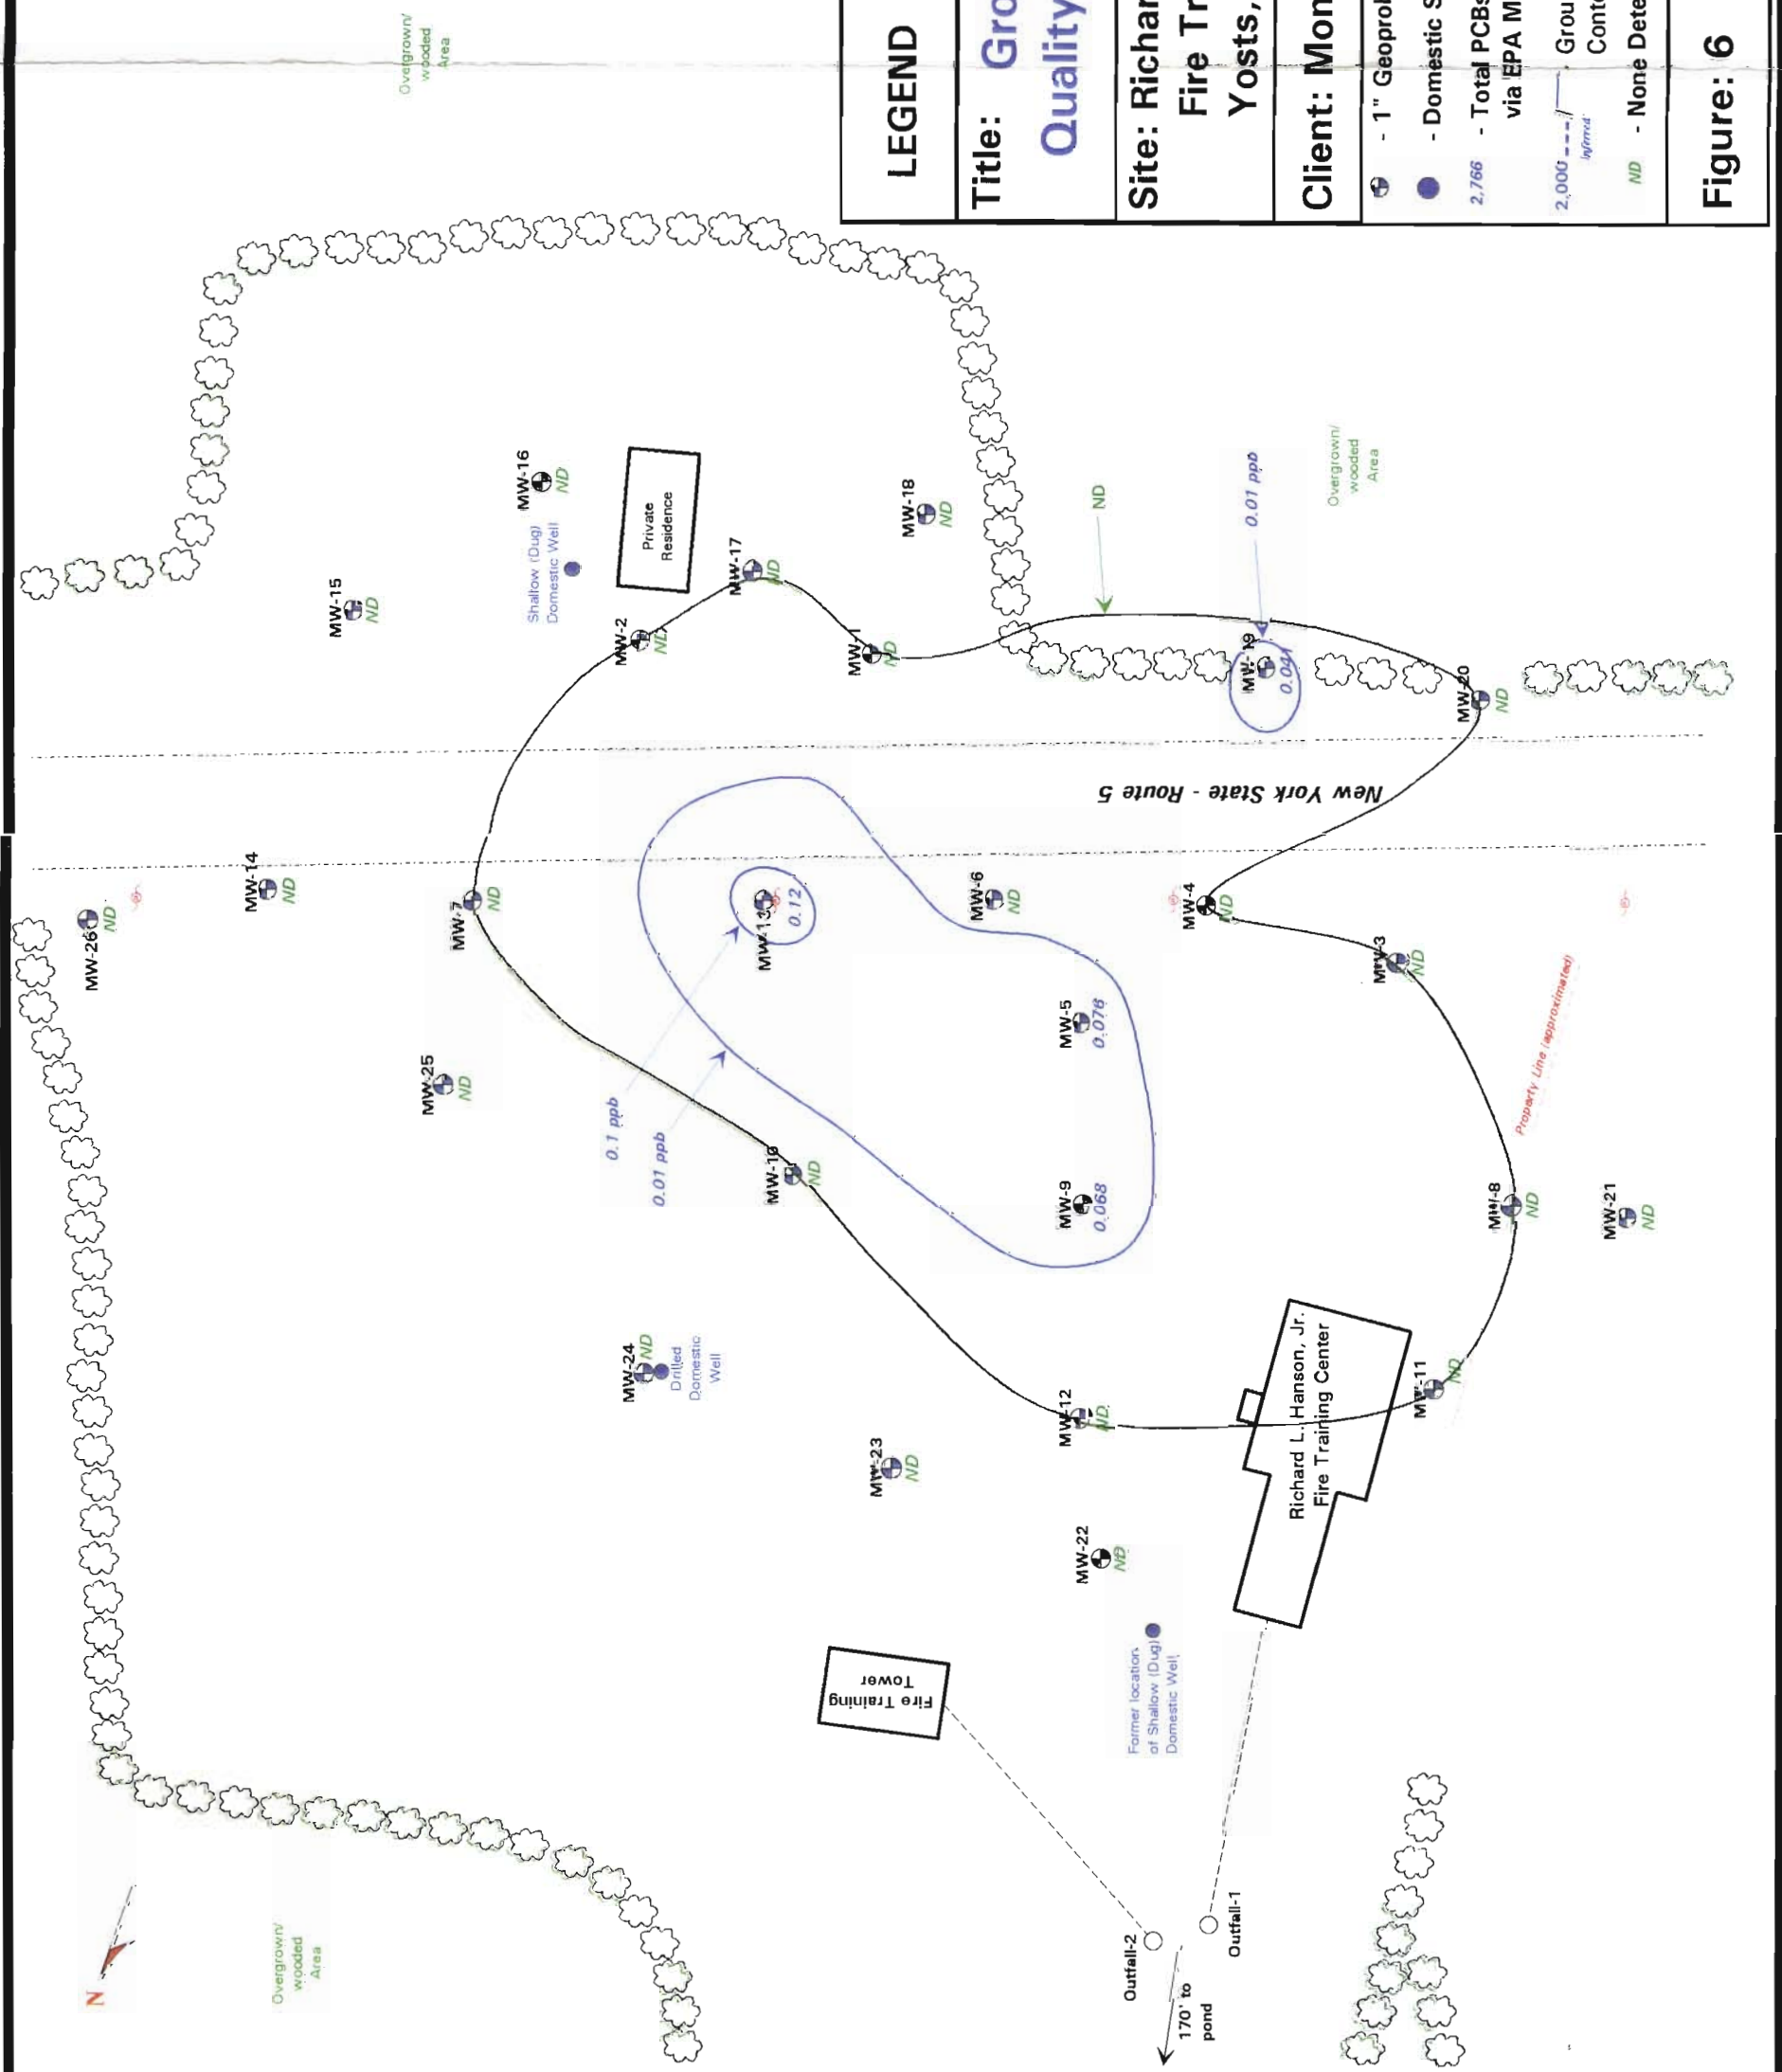 N
Overgrown/
wooded
Area
170' to
pond
Outfall-2
Outfall-1
Former location
of Shallow (Dug)
Domestic Well
Fire Training
Tower
Richard L. Hanson, Jr.
Fire Training Center
MW-22
ND
MW-23
ND
MW-24
ND
Drilled
Domestic
Well
MW-12
ND
MW-11
ND
MW-21
ND
MW-8
ND
Property Line (approximated)
MW-9
0.068
MW-10
ND
0.1 ppb
0.01 ppb
MW-25
ND
MW-5
0.076
MW-3
ND
MW-26
ND
MW-14
ND
MW-7
ND
MW-13
0.12
MW-6
ND
MW-4
ND
New York State - Route 5
MW-20
ND
MW-19
0.041
0.01 ppb
ND
MW-1
ND
MW-2
ND
MW-17
ND
MW-15
ND
Shallow (Dug)
Domestic Well
MW-16
ND
Private
Residence
MW-18
ND
Overgrown/
wooded
Area
Overgrown/
wooded
Area
LEGEND
Title: Gro
Quality
Site: Richar
Fire Tr
Yosts,
Client: Mon
- 1" Geoprol
- Domestic S
2,766 - Total PCBs
via EPA M
2,000 ---/— Grou
Inferred Conto
ND - None Dete
Figure: 6